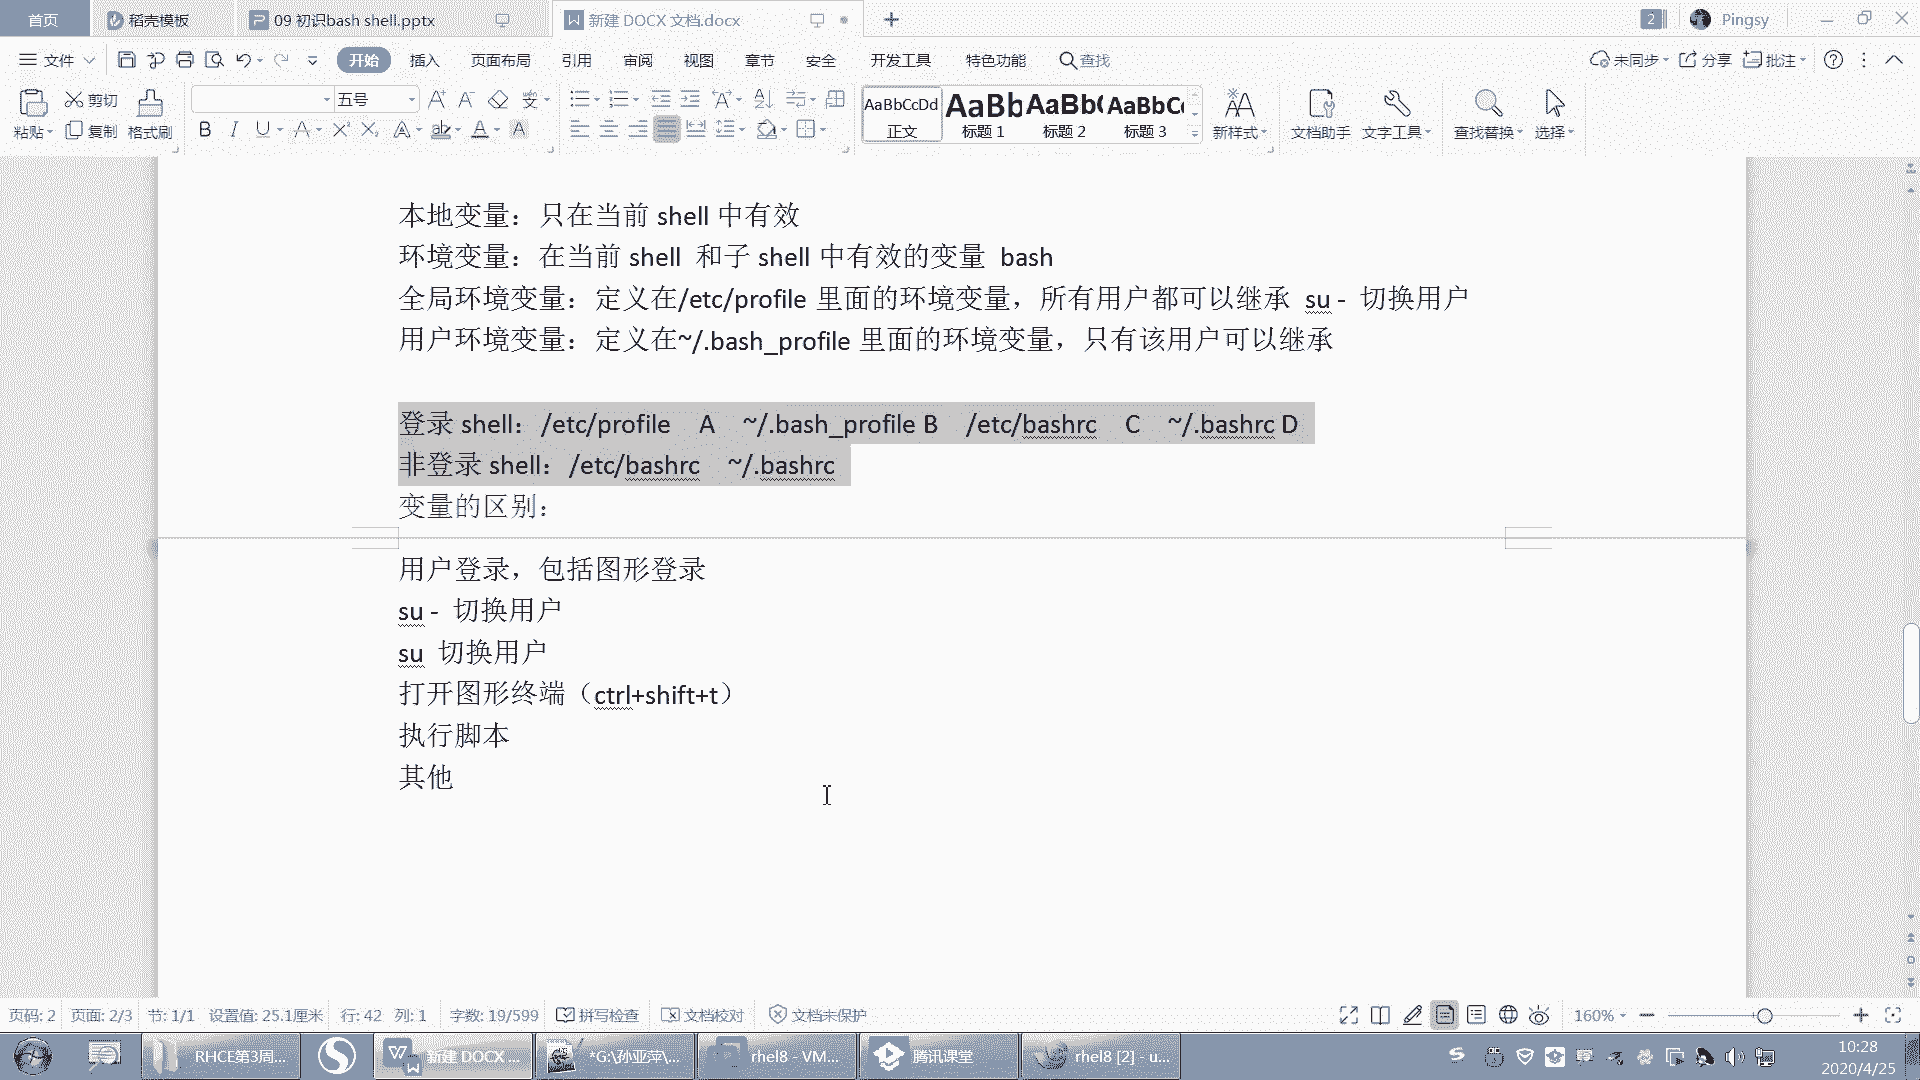 首页 稻壳模板 09 初识bash shell.pptx 新建 DOCX 文档.docx 2 Pingsy
文件 开始 插入 页面布局 引用 审阅 视图 章节 安全 开发工具 特色功能 查找 未同步 分享 批注
粘贴 剪切 复制 格式刷 五号
AaBbCcDd AaBb AaBb( AaBbC
正文 标题 1 标题 2 标题 3 新样式 文档助手 文字工具 查找替换 选择
本地变量：只在当前 shell 中有效
环境变量：在当前 shell 和子 shell 中有效的变量 bash
全局环境变量：定义在/etc/profile 里面的环境变量，所有用户都可以继承 su - 切换用户
用户环境变量：定义在~/.bash_profile 里面的环境变量，只有该用户可以继承
登录 shell：/etc/profile A ~/.bash_profile B /etc/bashrc C ~/.bashrc D
非登录 shell：/etc/bashrc ~/.bashrc
变量的区别：
用户登录，包括图形登录
su - 切换用户
su 切换用户
打开图形终端（ctrl+shift+t）
执行脚本
其他
页码: 2 页面: 2/3 节: 1/1 设置值: 25.1厘米 行: 42 列: 1 字数: 19/599 拼写检查 文档校对 文档未保护 160%
RHCE第3周... 新建 DOCX ... *G:\孙亚萍\... rhel8 - VM... 腾讯课堂 rhel8 [2] - u... 10:28
2020/4/25